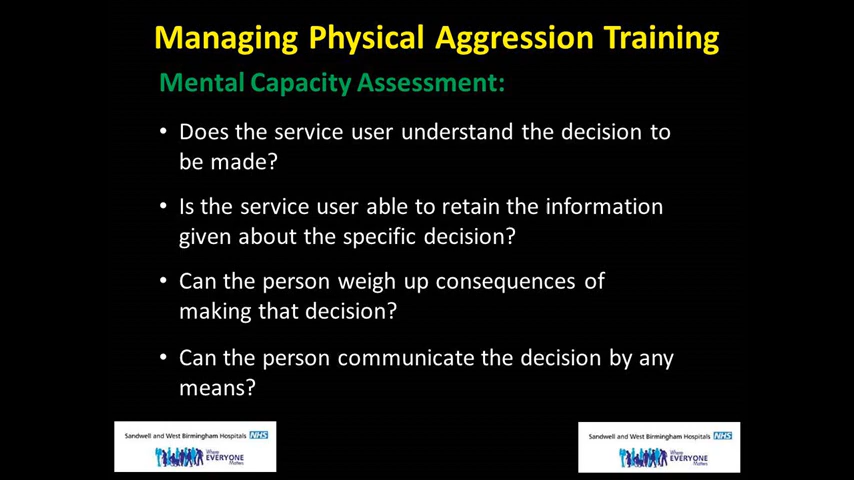 Managing Physical Aggression Training
Mental Capacity Assessment:
• Does the service user understand the decision to
be made?
• Is the service user able to retain the information
given about the specific decision?
• Can the person weigh up consequences of
making that decision?
• Can the person communicate the decision by any
means?
Sandwell and West Birmingham Hospitals NHS
Where
EVERYONE
Matters
Sandwell and West Birmingham Hospitals NHS
Where
EVERYONE
Matters